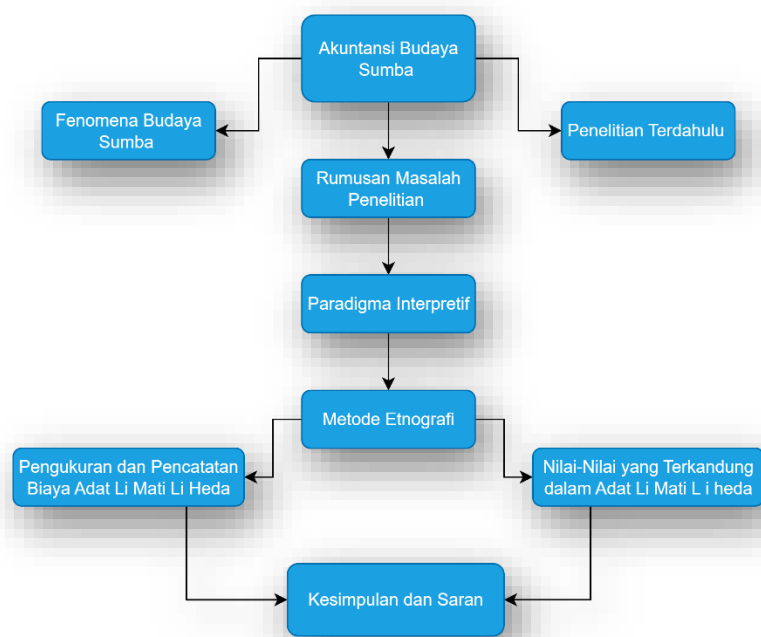 Akuntansi Budaya
Sumba
Fenomena Budaya
Sumba
Penelitian Terdahulu
Rumusan Masalah
Penelitian
Paradigma Interpretif
Metode Etnografi
Pengukuran dan Pencatatan
Biaya Adat Li Mati Li Heda
Nilai-Nilai yang Terkandung
dalam Adat Li Mati L i heda
Kesimpulan dan Saran